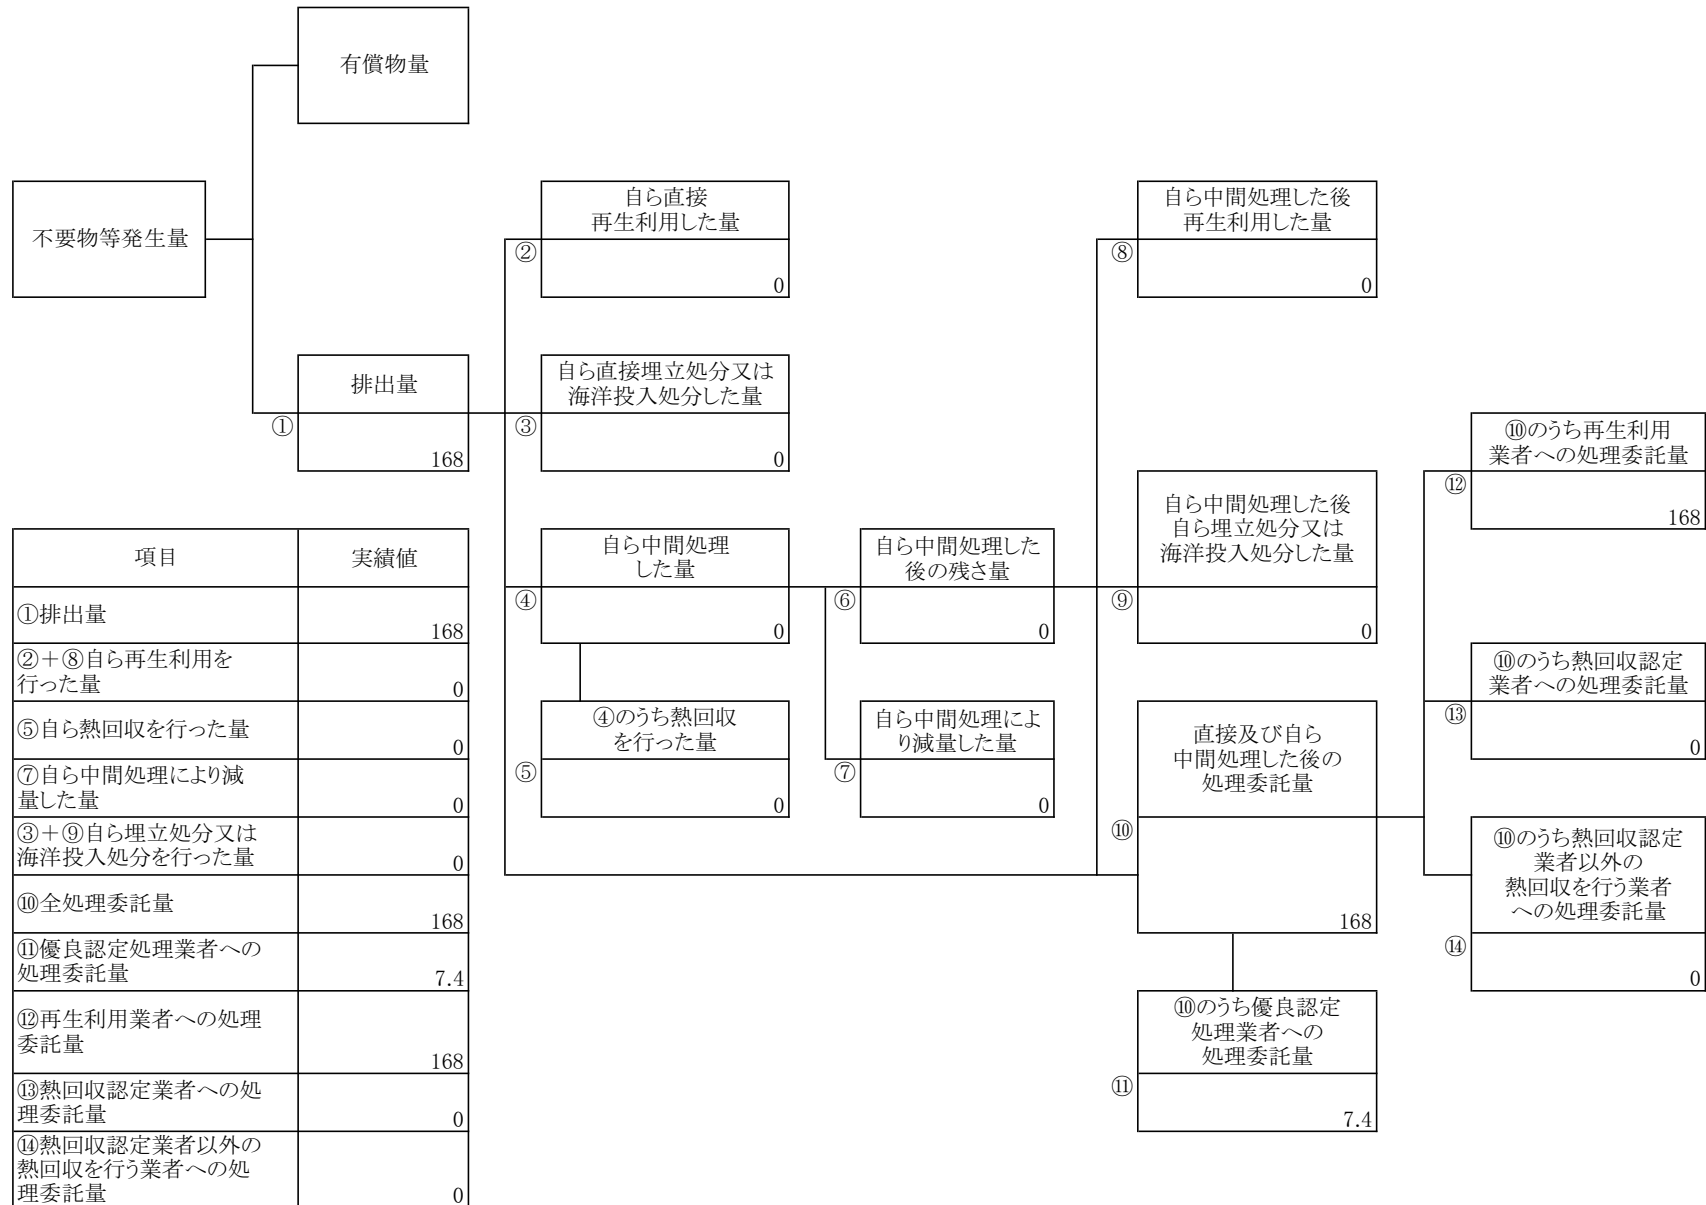 有償物量
不要物等発生量
自ら直接
再生利用した量
②
0
自ら中間処理した後
再生利用した量
⑧
0
排出量
①
168
自ら直接埋立処分又は
海洋投入処分した量
③
0
⑩のうち再生利用
業者への処理委託量
⑫
168
自ら中間処理
した量
④
0
自ら中間処理した
後の残さ量
⑥
0
自ら中間処理した後
自ら埋立処分又は
海洋投入処分した量
⑨
0
⑩のうち熱回収認定
業者への処理委託量
⑬
0
④のうち熱回収
を行った量
⑤
0
自ら中間処理によ
り減量した量
⑦
0
直接及び自ら
中間処理した後の
処理委託量
⑩
168
⑩のうち熱回収認定
業者以外の
熱回収を行う業者
への処理委託量
⑭
0
⑩のうち優良認定
処理業者への
処理委託量
⑪
7.4
項目 実績値
①排出量
168
②＋⑧自ら再生利用を
行った量 0
⑤自ら熱回収を行った量
0
⑦自ら中間処理により減
量した量 0
③＋⑨自ら埋立処分又は
海洋投入処分を行った量 0
⑩全処理委託量
168
⑪優良認定処理業者への
処理委託量 7.4
⑫再生利用業者への処理
委託量
168
⑬熱回収認定業者への処
理委託量 0
⑭熱回収認定業者以外の
熱回収を行う業者への処
理委託量 0